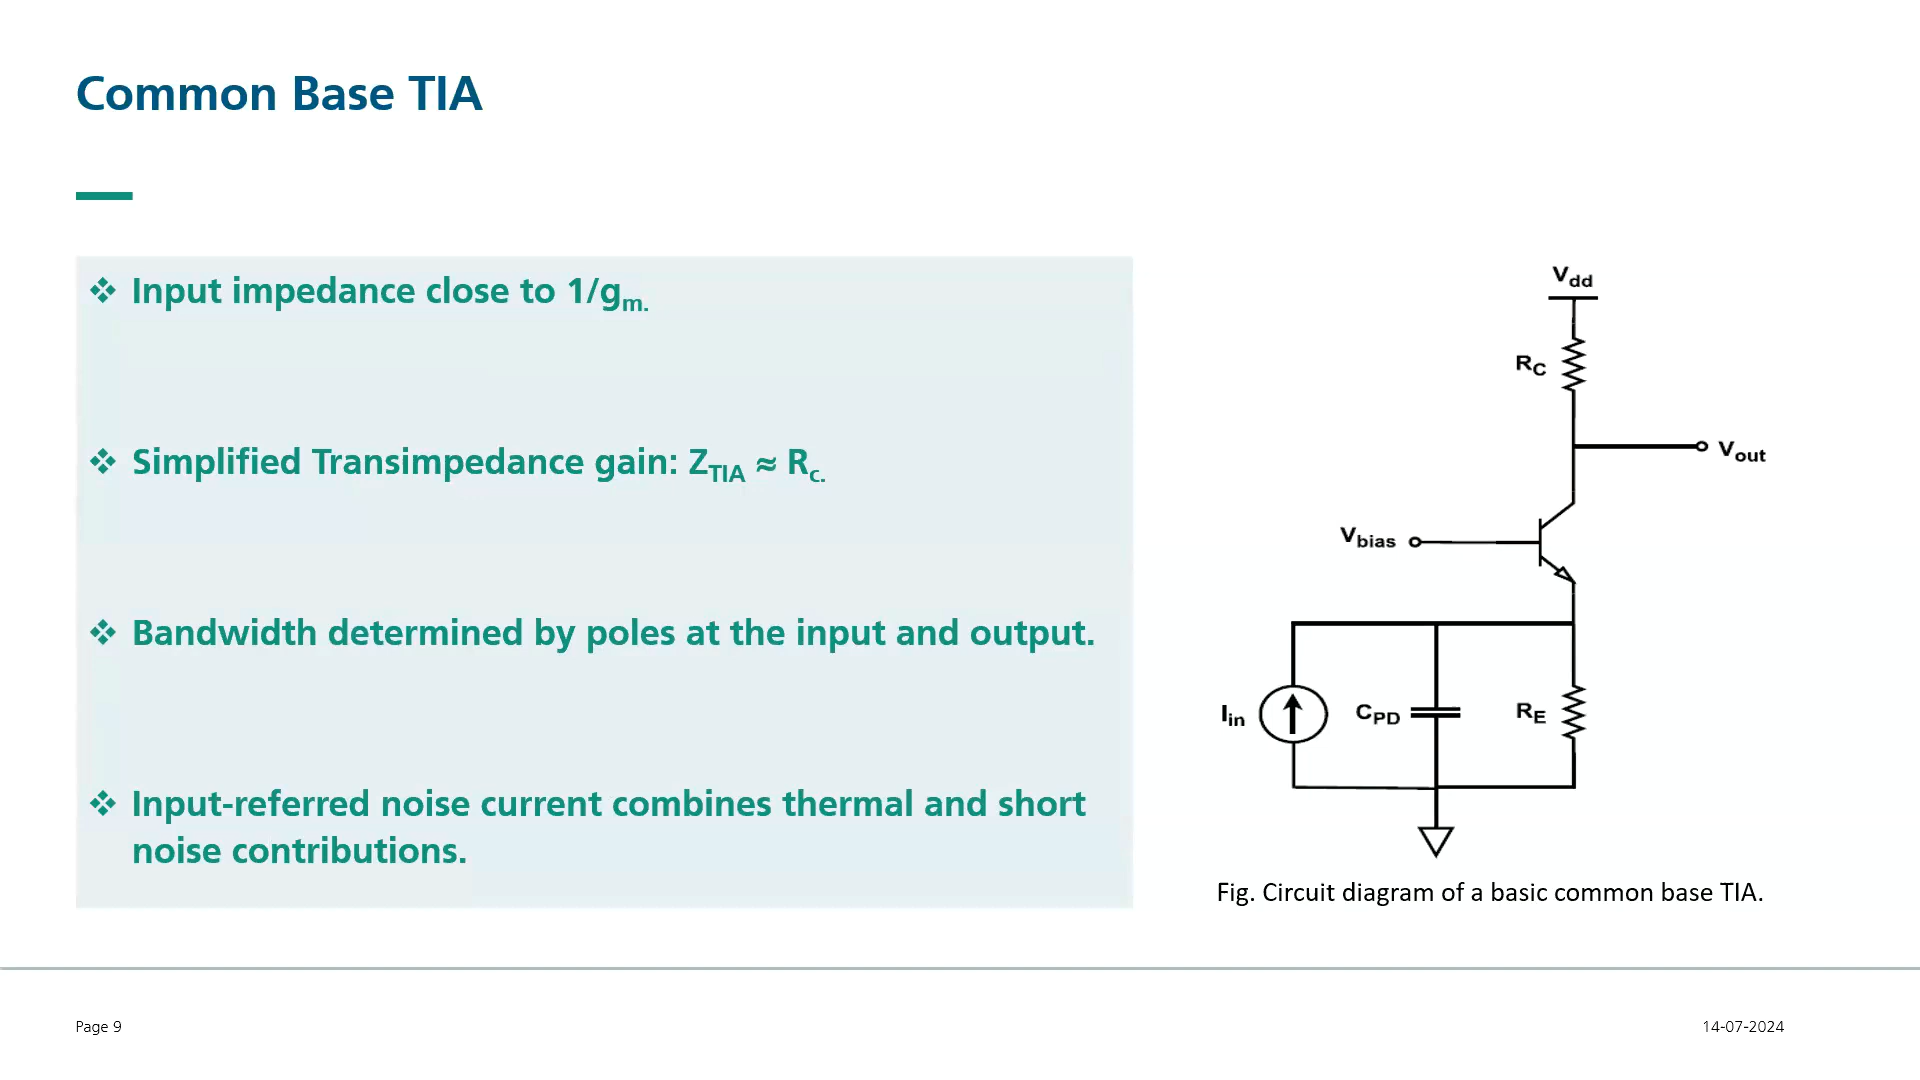 Common Base TIA
❖ Input impedance close to 1/gm.
❖ Simplified Transimpedance gain: ZTIA ≈ Rc.
❖ Bandwidth determined by poles at the input and output.
❖ Input-referred noise current combines thermal and short
noise contributions.
Vdd
RC
Vout
Vbias
Iin
CPD
RE
Fig. Circuit diagram of a basic common base TIA.
Page 9
14-07-2024